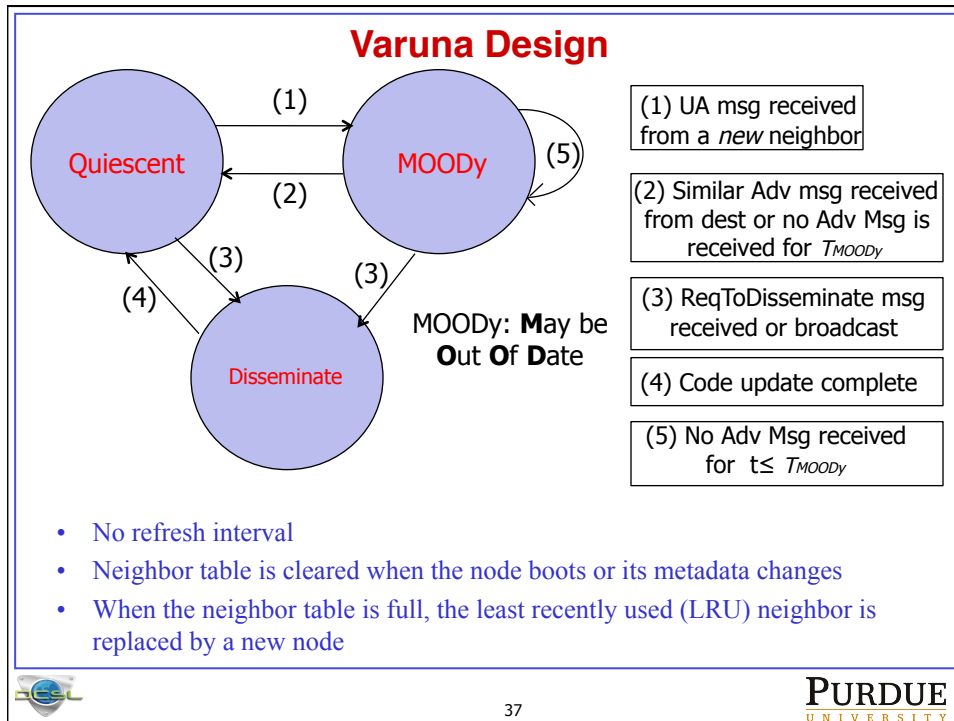 Varuna Design
(1)
Quiescent
MOODy
(5)
(2)
(3)
(3)
(4)
Disseminate
MOODy: May be
Out Of Date
(1) UA msg received
from a new neighbor
(2) Similar Adv msg received
from dest or no Adv Msg is
received for TMOODy
(3) ReqToDisseminate msg
received or broadcast
(4) Code update complete
(5) No Adv Msg received
for t≤ TMOODy
• No refresh interval
• Neighbor table is cleared when the node boots or its metadata changes
• When the neighbor table is full, the least recently used (LRU) neighbor is
replaced by a new node
DCSL
37
PURDUE
UNIVERSITY